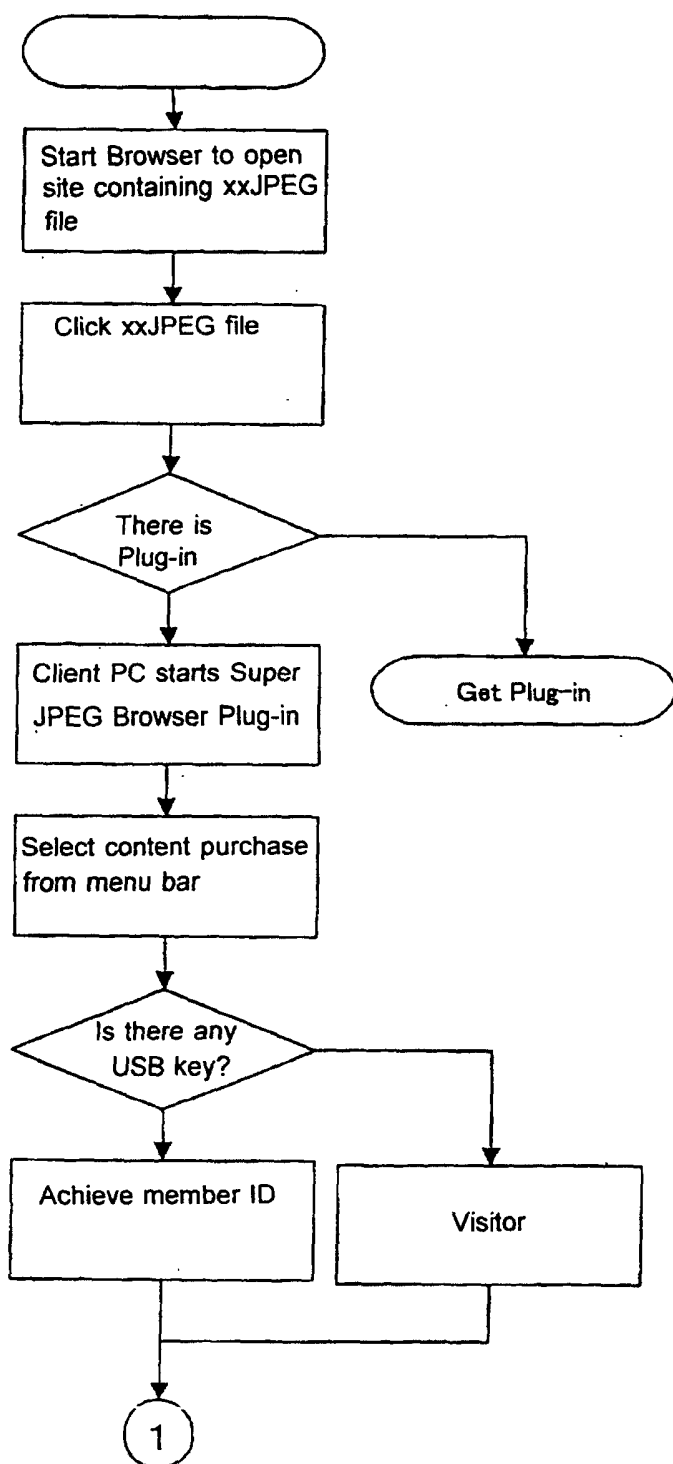 Start Browser to open
site containing xxJPEG
file
Click xxJPEG file
There is
Plug-in
Client PC starts Super
JPEG Browser Plug-in
Get Plug-in
Select content purchase
from menu bar
Is there any
USB key?
Achieve member ID
Visitor
1